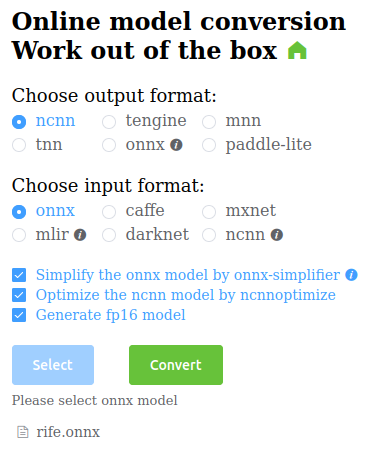 Online model conversion
Work out of the box
Choose output format:
ncnn tengine mnn
tnn onnx paddle-lite
Choose input format:
onnx caffe mxnet
mlir darknet ncnn
Simplify the onnx model by onnx-simplifier
Optimize the ncnn model by ncnnoptimize
Generate fp16 model
Select Convert
Please select onnx model
rife.onnx